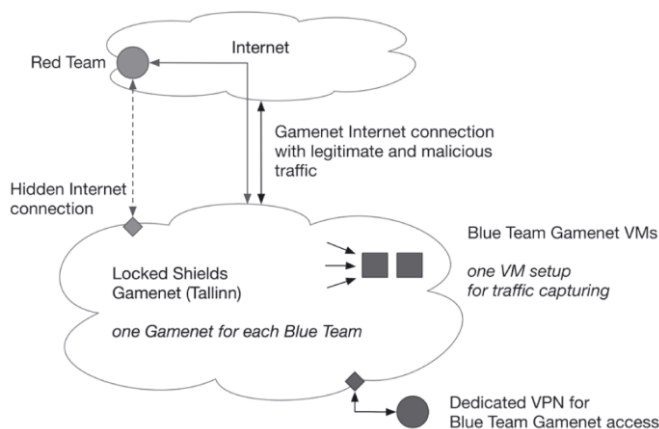 Internet
Red Team
Gamenet Internet connection
with legitimate and malicious
traffic
Hidden Internet
connection
Blue Team Gamenet VMs
one VM setup
for traffic capturing
Locked Shields
Gamenet (Tallinn)
one Gamenet for each Blue Team
Dedicated VPN for
Blue Team Gamenet access